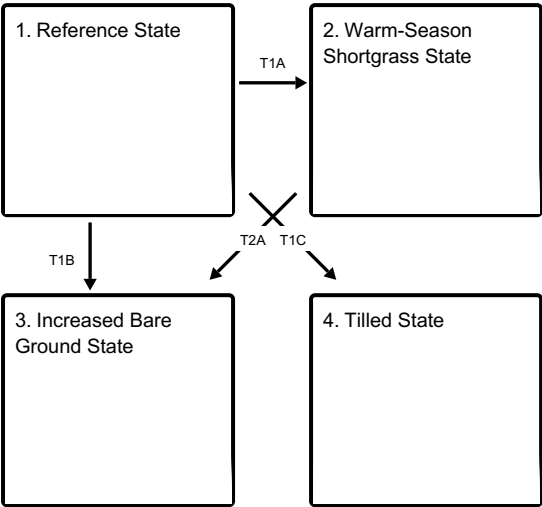 1. Reference State
2. Warm-Season
Shortgrass State
T1A
T2A
T1C
T1B
3. Increased Bare
Ground State
4. Tilled State